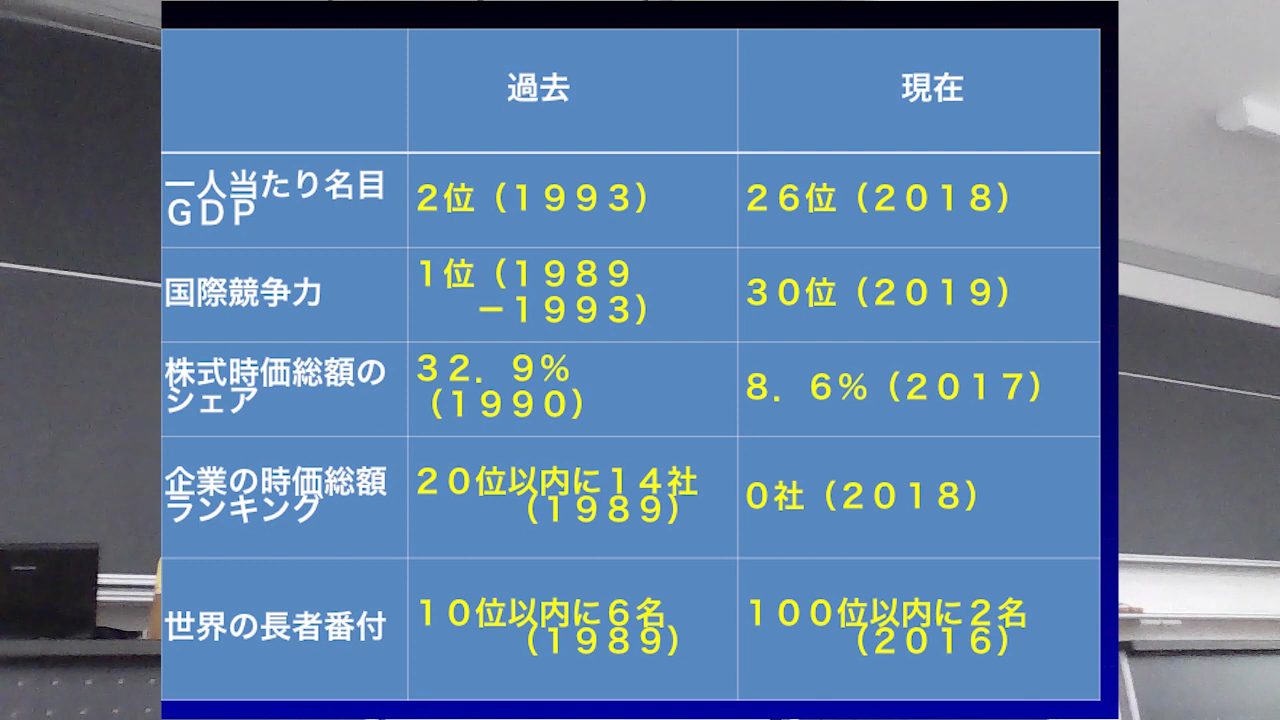 過去
現在
一人当たり名目
ＧＤＰ
２位（１９９３）
２６位（２０１８）
国際競争力
１位（１９８９
－１９９３）
３０位（２０１９）
株式時価総額の
シェア
３２．９％
（１９９０）
８．６％（２０１７）
企業の時価総額
ランキング
２０位以内に１４社
（１９８９）
０社（２０１８）
世界の長者番付
１０位以内に６名
（１９８９）
１００位以内に２名
（２０１６）